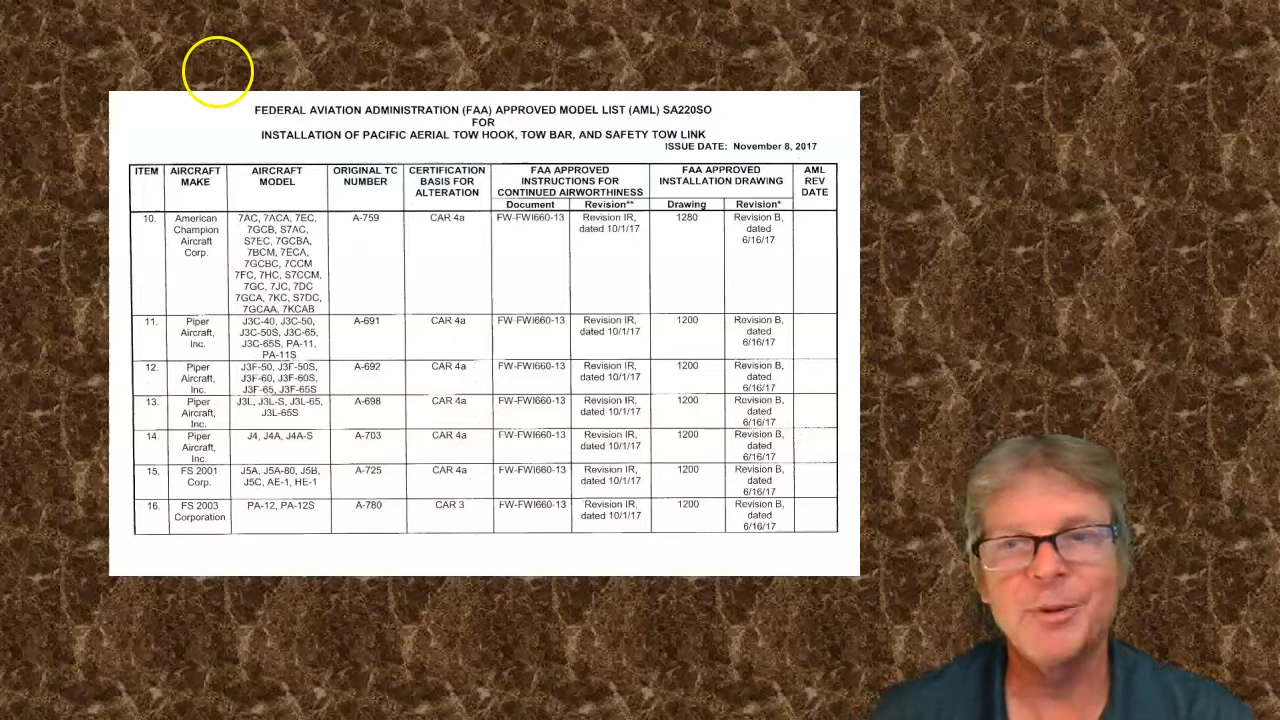 FEDERAL AVIATION ADMINISTRATION (FAA) APPROVED MODEL LIST (AML) SA220SO
FOR
INSTALLATION OF PACIFIC AERIAL TOW HOOK, TOW BAR, AND SAFETY TOW LINK
ISSUE DATE: November 8, 2017
ITEM AIRCRAFT MAKE AIRCRAFT MODEL ORIGINAL TC NUMBER CERTIFICATION BASIS FOR ALTERATION FAA APPROVED INSTRUCTIONS FOR CONTINUED AIRWORTHINESS FAA APPROVED INSTALLATION DRAWING AML REV DATE
Document Revision** Drawing Revision*
10. American 7AC, 7ACA, 7EC, A-759 CAR 4a FW-FWI660-13 Revision IR, 1280 Revision B,
Champion 7GCB, S7AC, dated 10/1/17 dated
Aircraft S7EC, 7GCBA, 6/16/17
Corp. 7BCM, 7ECA,
7GCBC, 7CCM
7FC, 7HC, S7CCM,
7GC, 7JC, 7DC
7GCA, 7KC, S7DC,
7GCAA, 7KCAB
11. Piper J3C-40, J3C-50, A-691 CAR 4a FW-FWI660-13 Revision IR, 1200 Revision B,
Aircraft, J3C-50S, J3C-65, dated 10/1/17 dated
Inc. J3C-65S, PA-11, 6/16/17
PA-11S
12. Piper J3F-50, J3F-50S, A-692 CAR 4a FW-FWI660-13 Revision IR, 1200 Revision B,
Aircraft, J3F-60, J3F-60S, dated 10/1/17 dated
Inc. J3F-65, J3F-65S 6/16/17
13. Piper J3L, J3L-S, J3L-65, A-698 CAR 4a FW-FWI660-13 Revision IR, 1200 Revision B,
Aircraft, J3L-65S dated 10/1/17 dated
Inc. 6/16/17
14. Piper J4, J4A, J4A-S A-703 CAR 4a FW-FWI660-13 Revision IR, 1200 Revision B,
Aircraft, dated 10/1/17 dated
Inc. 6/16/17
15. FS 2001 J5A, J5A-80, J5B, A-725 CAR 4a FW-FWI660-13 Revision IR, 1200 Revision B,
Corp. J5C, AE-1, HE-1 dated 10/1/17 dated
6/16/17
16. FS 2003 PA-12, PA-12S A-780 CAR 3 FW-FWI660-13 Revision IR, 1200 Revision B,
Corporation dated 10/1/17 dated
6/16/17